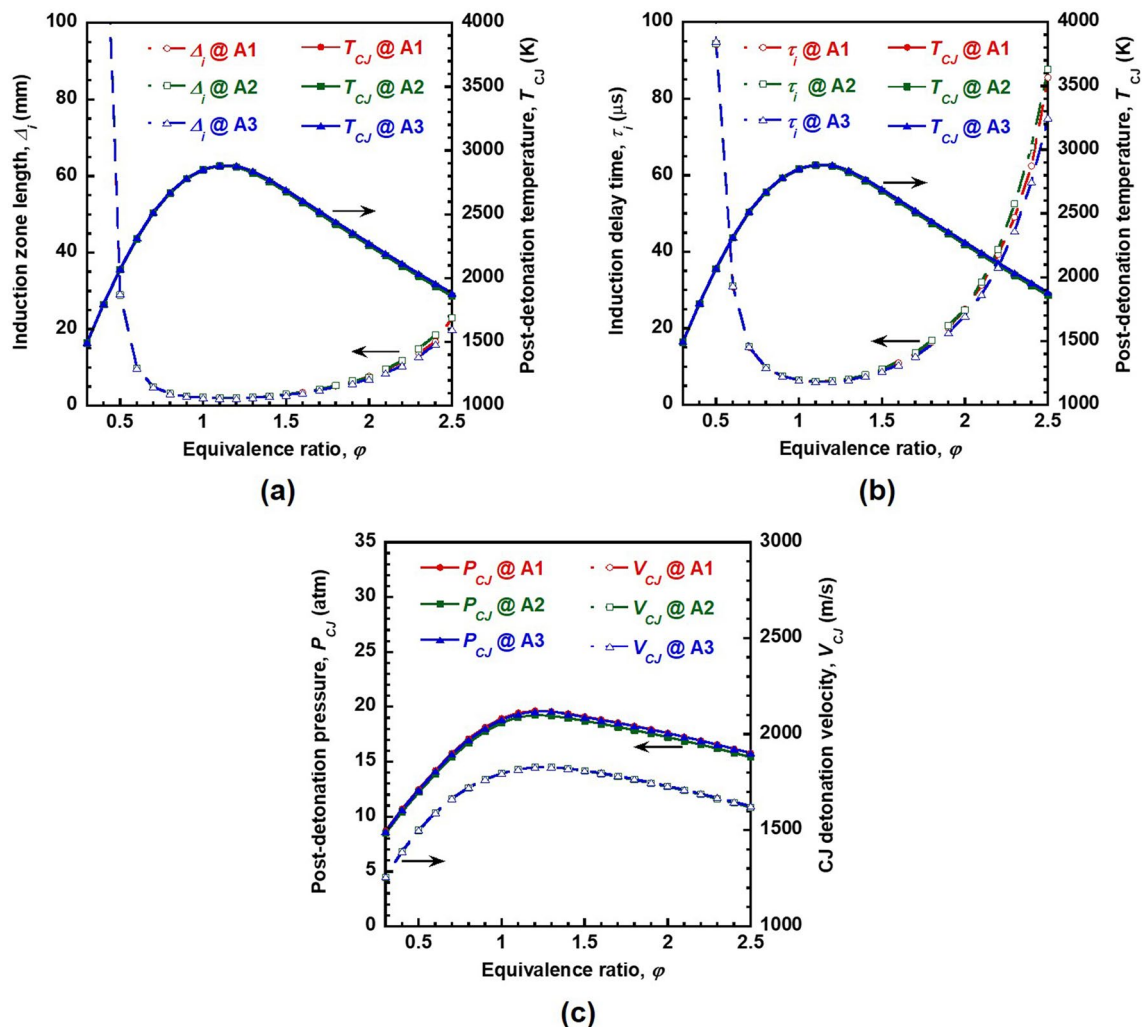 Induction zone length, Δi (mm)
100
80
60
40
20
0
Δi @ A1
Δi @ A2
Δi @ A3
TCJ @ A1
TCJ @ A2
TCJ @ A3
4000
3500
3000
2500
2000
1500
1000
Post-detonation temperature, TCJ (K)
0.5 1 1.5 2 2.5
Equivalence ratio, φ
(a)
Induction delay time, τi (μs)
100
80
60
40
20
0
τi @ A1
τi @ A2
τi @ A3
TCJ @ A1
TCJ @ A2
TCJ @ A3
4000
3500
3000
2500
2000
1500
1000
Post-detonation temperature, TCJ (K)
0.5 1 1.5 2 2.5
Equivalence ratio, φ
(b)
Post-detonation pressure, PCJ (atm)
35
30
25
20
15
10
5
0
PCJ @ A1
PCJ @ A2
PCJ @ A3
VCJ @ A1
VCJ @ A2
VCJ @ A3
3000
2500
2000
1500
1000
CJ detonation velocity, VCJ (m/s)
0.5 1 1.5 2 2.5
Equivalence ratio, φ
(c)